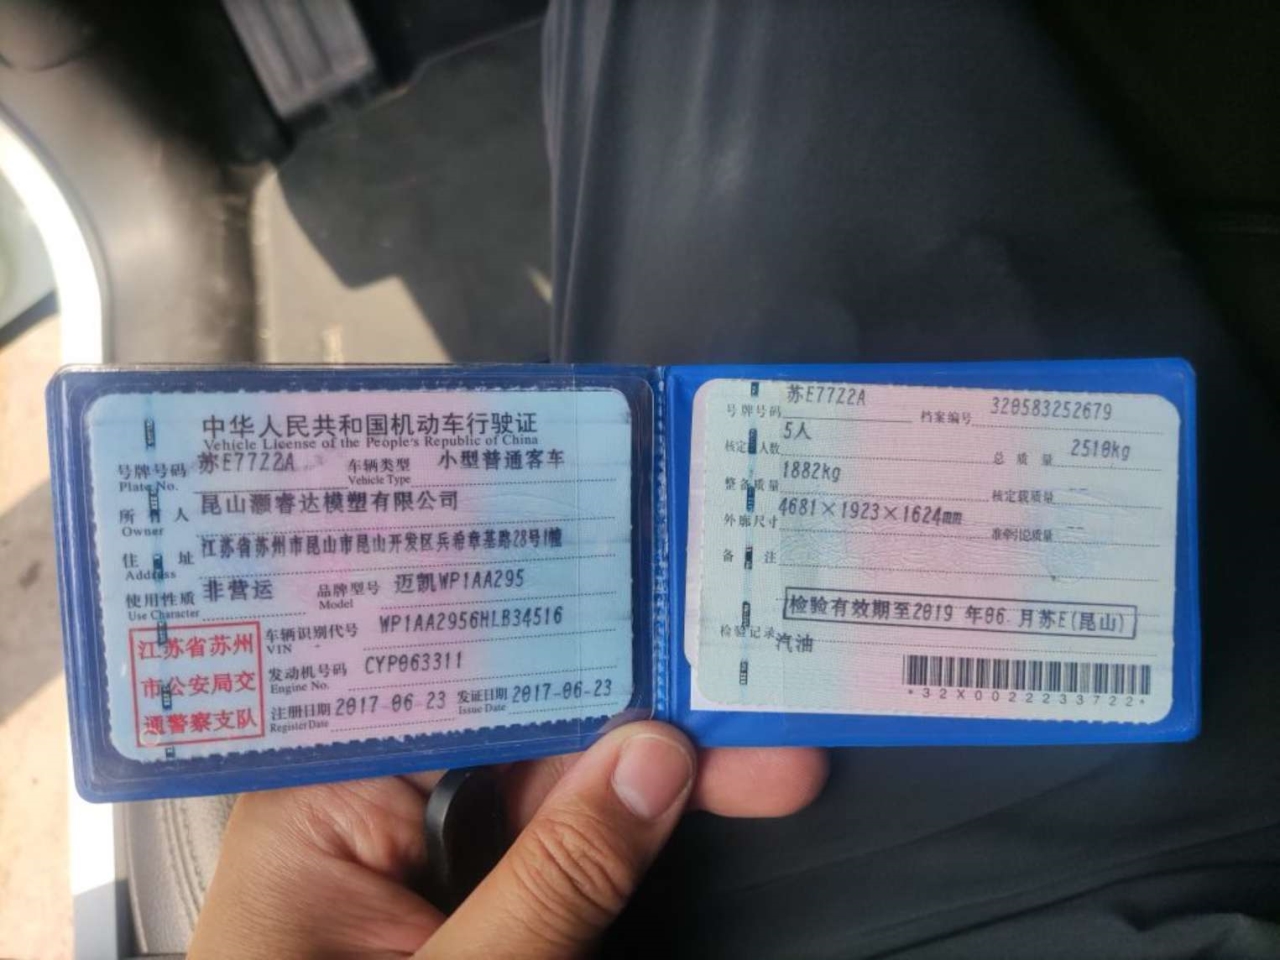 中华人民共和国机动车行驶证
Vehicle License of the People's Republic of China
号牌号码 苏E77Z2A 车辆类型 小型普通客车
Plate No. Vehicle Type
所有人 昆山灏睿达模塑有限公司
Owner
住址 江苏省苏州市昆山市昆山开发区兵希章基路28号1幢
Address
使用性质 非营运 品牌型号 迈凯WP1AA295
Use Character Model
车辆识别代号 WP1AA2956HLB34516
VIN
发动机号码 CYP063311
Engine No.
注册日期 2017-06-23 发证日期 2017-06-23
Register Date Issue Date
江苏省苏州
市公安局交
通警察支队
号牌号码 苏E77Z2A 档案编号 320583252679
核定人数 5人 总质量 2510kg
整备质量 1882kg 核定载质量 --
外廓尺寸 4681×1923×1624mm 准牵引总质量 --
备注
检验有效期至2019年06月苏E(昆山)
检验记录 汽油
*32X0022233722*